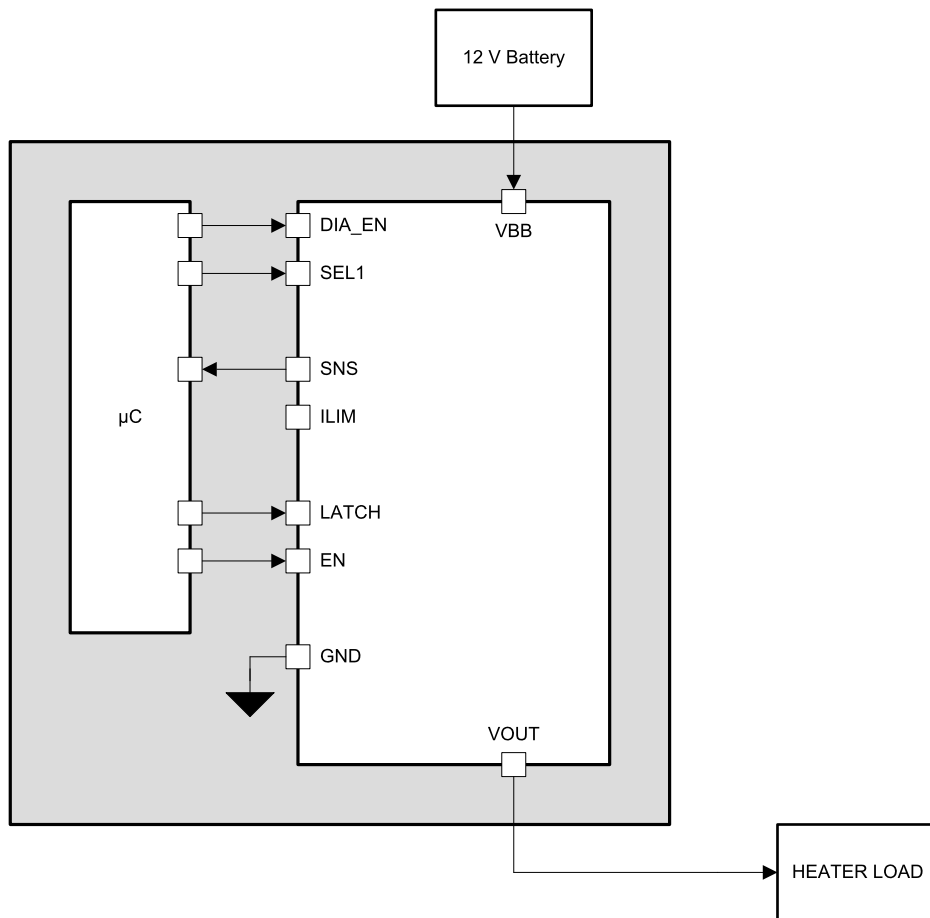 12 V Battery
VBB
DIA_EN
SEL1
SNS
ILIM
µC
LATCH
EN
GND
VOUT
HEATER LOAD